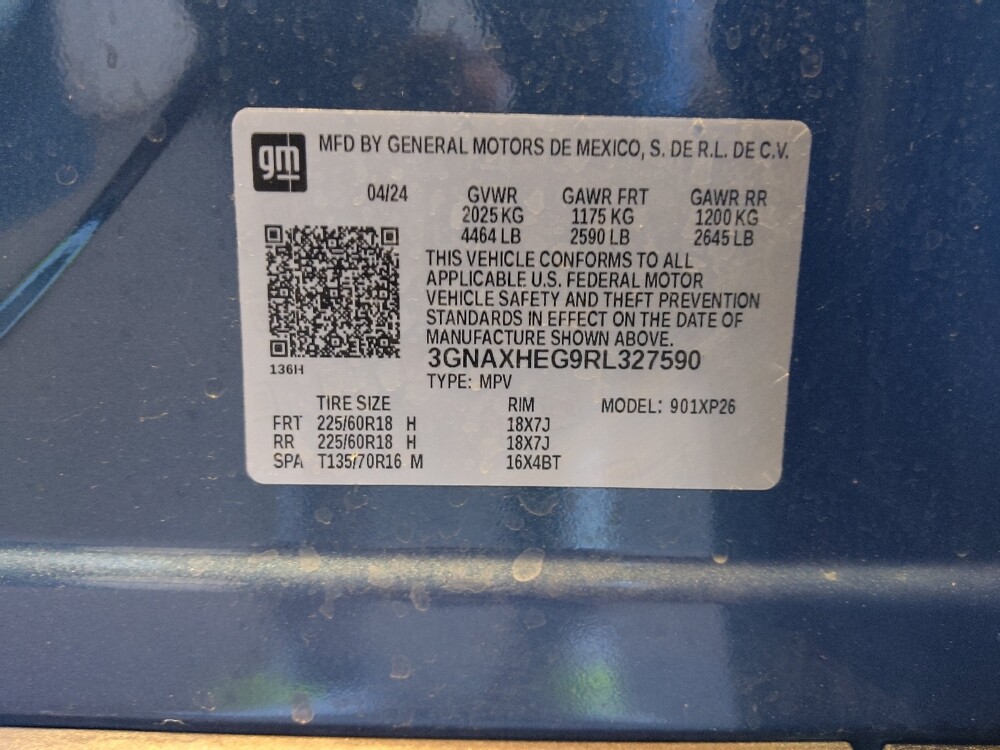 gm MFD BY GENERAL MOTORS DE MEXICO, S. DE R.L. DE C.V.
04/24 GVWR GAWR FRT GAWR RR
2025 KG 1175 KG 1200 KG
4464 LB 2590 LB 2645 LB
THIS VEHICLE CONFORMS TO ALL
APPLICABLE U.S. FEDERAL MOTOR
VEHICLE SAFETY AND THEFT PREVENTION
STANDARDS IN EFFECT ON THE DATE OF
MANUFACTURE SHOWN ABOVE.
3GNAXHEG9RL327590
136H
TYPE: MPV
TIRE SIZE RIM MODEL: 901XP26
FRT 225/60R18 H 18X7J
RR 225/60R18 H 18X7J
SPA T135/70R16 M 16X4BT